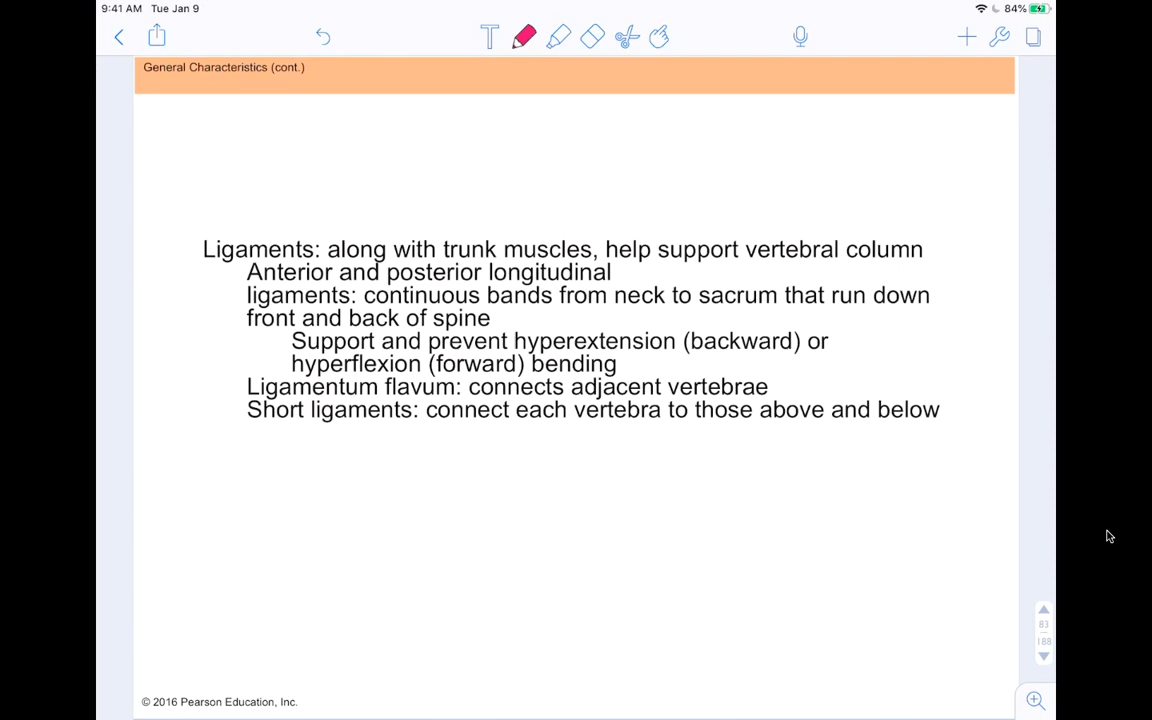 9:41 AM Tue Jan 9
84%
General Characteristics (cont.)
Ligaments: along with trunk muscles, help support vertebral column
Anterior and posterior longitudinal
ligaments: continuous bands from neck to sacrum that run down
front and back of spine
Support and prevent hyperextension (backward) or
hyperflexion (forward) bending
Ligamentum flavum: connects adjacent vertebrae
Short ligaments: connect each vertebra to those above and below
83
188
© 2016 Pearson Education, Inc.